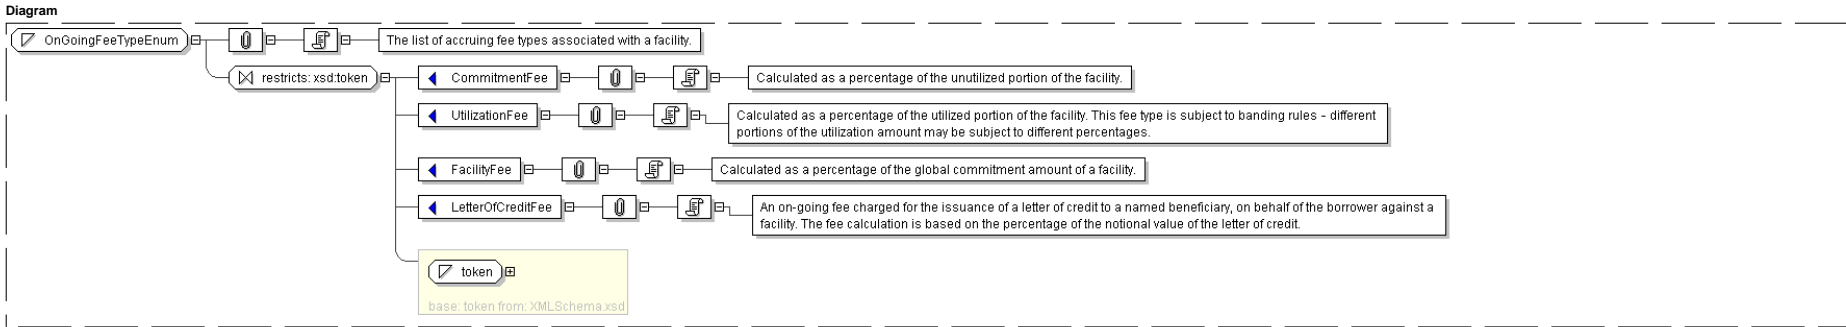 Diagram
OnGoingFeeTypeEnum
The list of accruing fee types associated with a facility.
restricts: xsd:token
CommitmentFee
Calculated as a percentage of the unutilized portion of the facility.
UtilizationFee
Calculated as a percentage of the utilized portion of the facility. This fee type is subject to banding rules - different
portions of the utilization amount may be subject to different percentages.
FacilityFee
Calculated as a percentage of the global commitment amount of a facility.
LetterOfCreditFee
An on-going fee charged for the issuance of a letter of credit to a named beneficiary, on behalf of the borrower against a
facility. The fee calculation is based on the percentage of the notional value of the letter of credit.
token
base: token from: XMLSchema.xsd